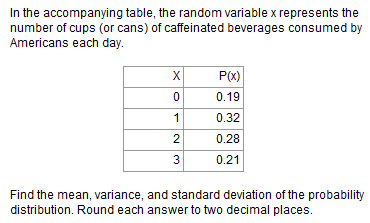 In the accompanying table, the random variable x represents the
number of cups (or cans) of caffeinated beverages consumed by
Americans each day.
X P(x)
0 0.19
1 0.32
2 0.28
3 0.21
Find the mean, variance, and standard deviation of the probability
distribution. Round each answer to two decimal places.